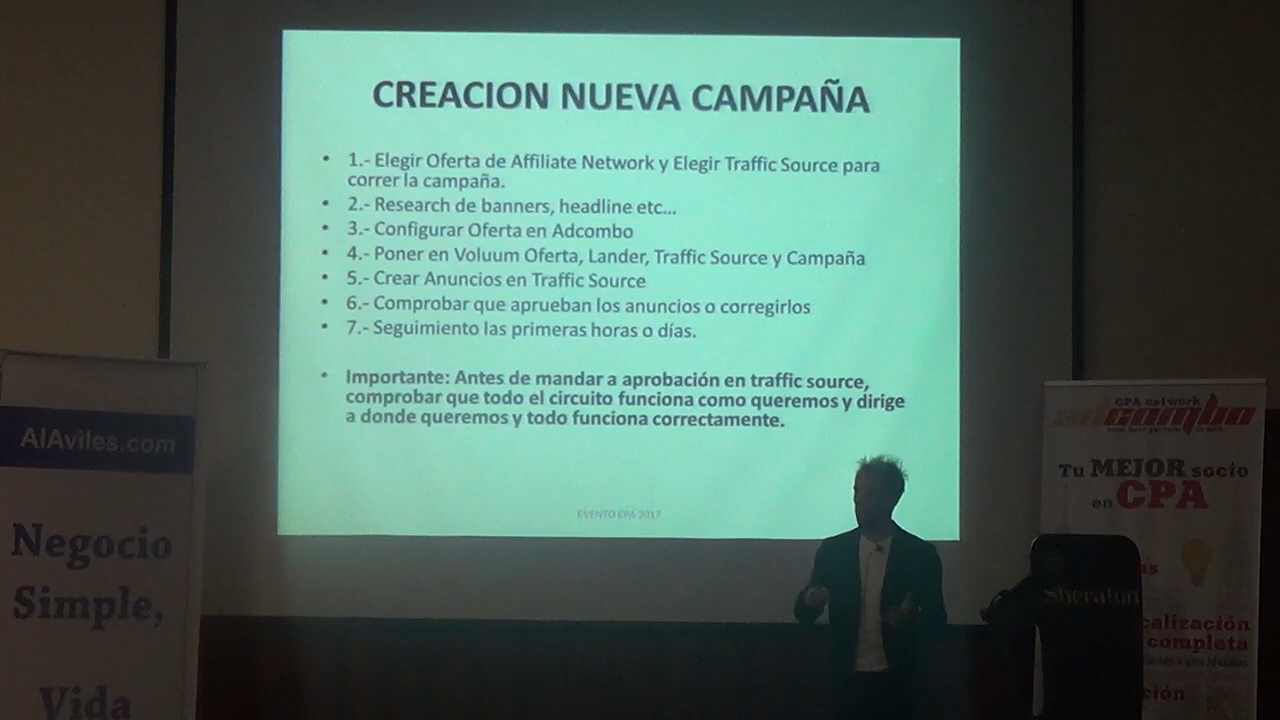 CREACION NUEVA CAMPAÑA
• 1.- Elegir Oferta de Affiliate Network y Elegir Traffic Source para
correr la campaña.
• 2.- Research de banners, headline etc...
• 3.- Configurar Oferta en Adcombo
• 4.- Poner en Voluum Oferta, Lander, Traffic Source y Campaña
• 5.- Crear Anuncios en Traffic Source
• 6.- Comprobar que aprueban los anuncios o corregirlos
• 7.- Seguimiento las primeras horas o días.
• Importante: Antes de mandar a aprobación en traffic source,
comprobar que todo el circuito funciona como queremos y dirige
a donde queremos y todo funciona correctamente.
EVENTO CPA 2017
AlAviles.com
Negocio
Simple,
Vida
CPA network
adcombo
Tu MEJOR socio
en CPA
Sheraton
calización
completa
ción